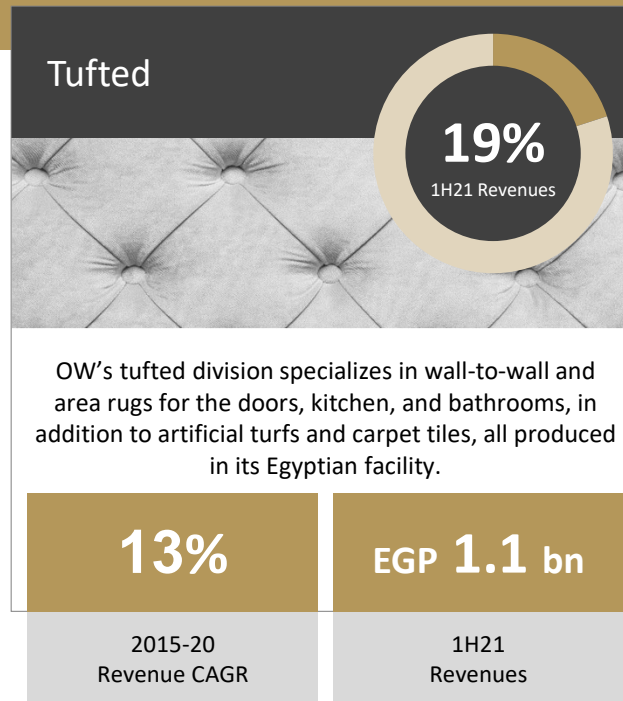 Tufted
19%
1H21 Revenues
OW’s tufted division specializes in wall-to-wall and
area rugs for the doors, kitchen, and bathrooms, in
addition to artificial turfs and carpet tiles, all produced
in its Egyptian facility.
13%
2015-20
Revenue CAGR
EGP 1.1 bn
1H21
Revenues